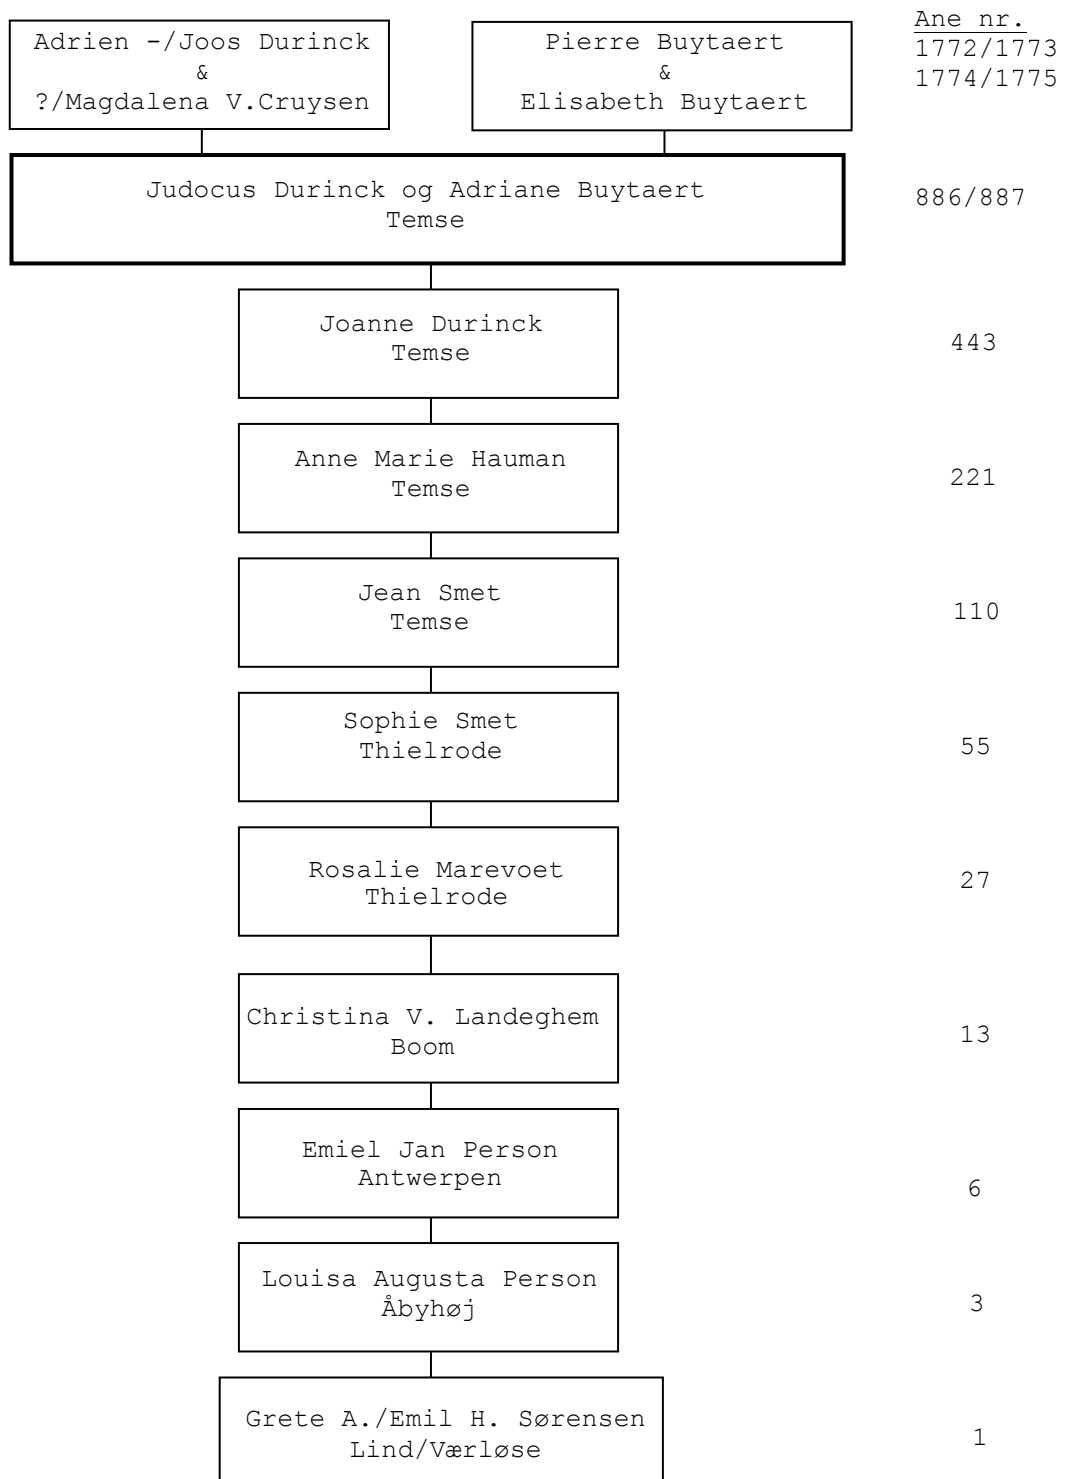 Ane nr.
Adrien -/Joos Durinck
&
?/Magdalena V.Cruysen
Pierre Buytaert
&
Elisabeth Buytaert
1772/1773
1774/1775
Judocus Durinck og Adriane Buytaert
Temse
886/887
Joanne Durinck
Temse
443
Anne Marie Hauman
Temse
221
Jean Smet
Temse
110
Sophie Smet
Thielrode
55
Rosalie Marevoet
Thielrode
27
Christina V. Landeghem
Boom
13
Emiel Jan Person
Antwerpen
6
Louisa Augusta Person
Åbyhøj
3
Grete A./Emil H. Sørensen
Lind/Værløse
1